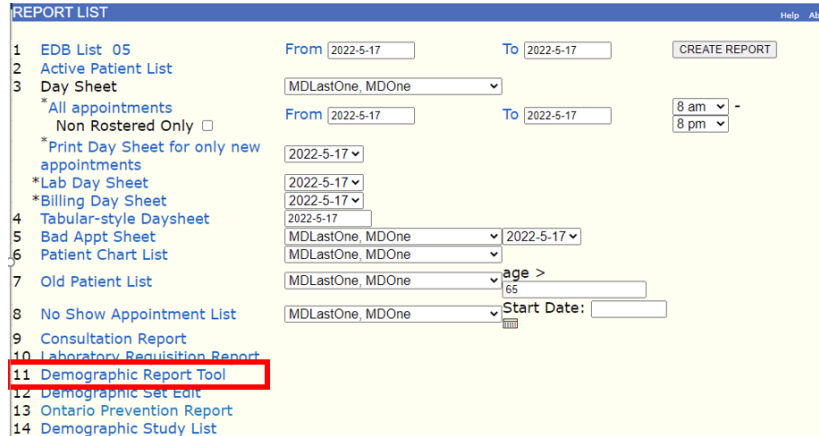 REPORT LIST Help Ab
1 EDB List 05 From 2022-5-17 To 2022-5-17 CREATE REPORT
2 Active Patient List
3 Day Sheet MDLastOne, MDOne
*All appointments From 2022-5-17 To 2022-5-17 8 am -
Non Rostered Only 8 pm
*Print Day Sheet for only new
appointments 2022-5-17
*Lab Day Sheet 2022-5-17
*Billing Day Sheet 2022-5-17
4 Tabular-style Daysheet 2022-5-17
5 Bad Appt Sheet MDLastOne, MDOne 2022-5-17
6 Patient Chart List MDLastOne, MDOne
7 Old Patient List MDLastOne, MDOne age >
65
8 No Show Appointment List MDLastOne, MDOne Start Date:
9 Consultation Report
10 Laboratory Requisition Report
11 Demographic Report Tool
12 Demographic Set Edit
13 Ontario Prevention Report
14 Demographic Study List